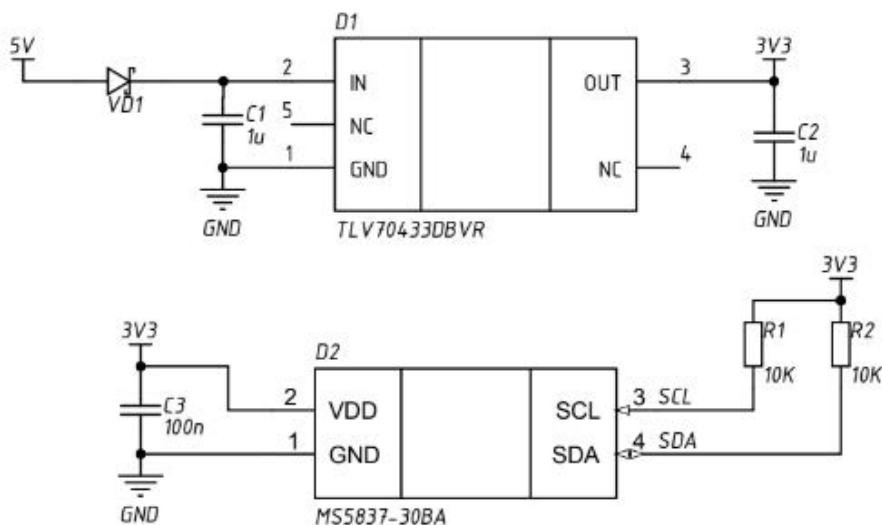 D1
5V
3V3
2
IN
OUT
3
VD1
C1
1u
5
NC
C2
1u
1
GND
NC
4
GND
GND
TLV70433DBVR
3V3
3V3
D2
R1
R2
10K
10K
C3
100n
2
VDD
SCL
3
SCL
1
GND
SDA
4
SDA
GND
MS5837-30BA